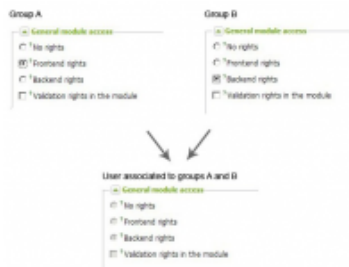 Group A
General module access
No rights
Frontend rights
Backend rights
Validation rights in the module
Group B
General module access
No rights
Frontend rights
Backend rights
Validation rights in the module
User associated to groups A and B
General module access
No rights
Frontend rights
Backend rights
Validation rights in the module